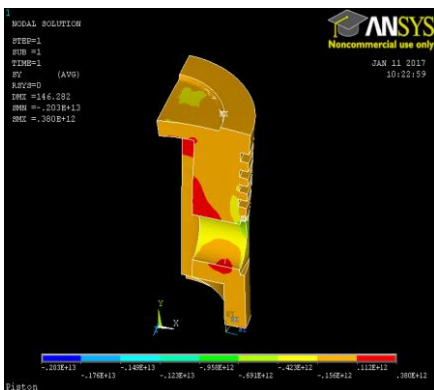 1
NODAL SOLUTION
STEP=1
SUB =1
TIME=1
SY (AVG)
RSYS=0
DMX =146.282
SMN =-.203E+13
SMX =.380E+12
ANSYS
Noncommercial use only
JAN 11 2017
10:22:59
Y
X
-.203E+13 -.149E+13 -.958E+12 -.423E+12 .112E+12
-.176E+13 -.123E+13 -.691E+12 -.156E+12 .380E+12
Piston